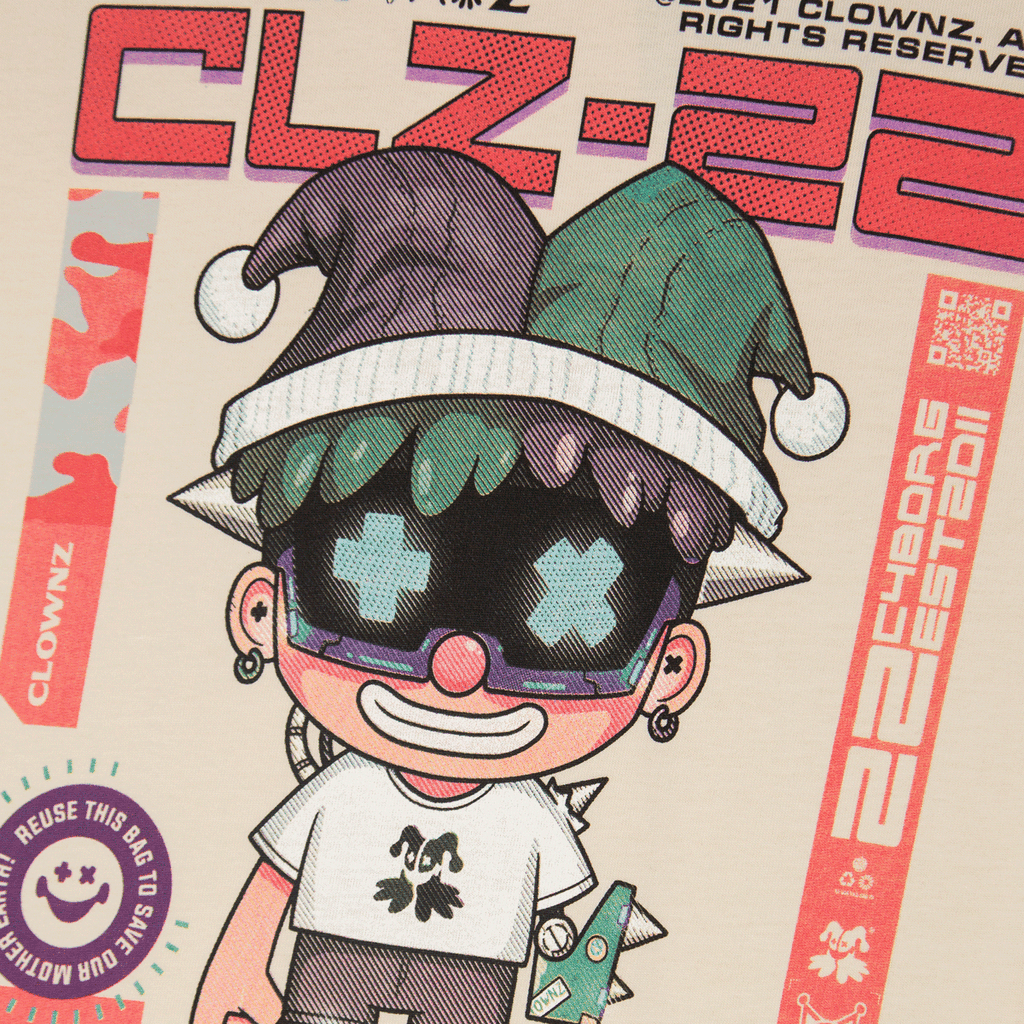 ©2021 CLOWNZ. A
RIGHTS RESERVE
CLZ-22
CLOWNZ
22 CYBORG
EST2011
REUSE THIS BAG TO SAVE OUR MOTHER EARTH!